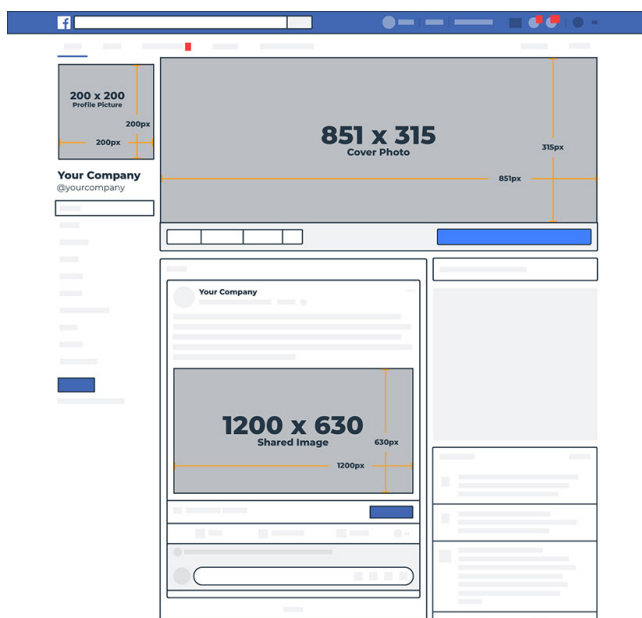 f
200 x 200
Profile Picture
200px
200px
851 x 315
Cover Photo
315px
851px
Your Company
@yourcompany
Your Company
1200 x 630
Shared Image
630px
1200px